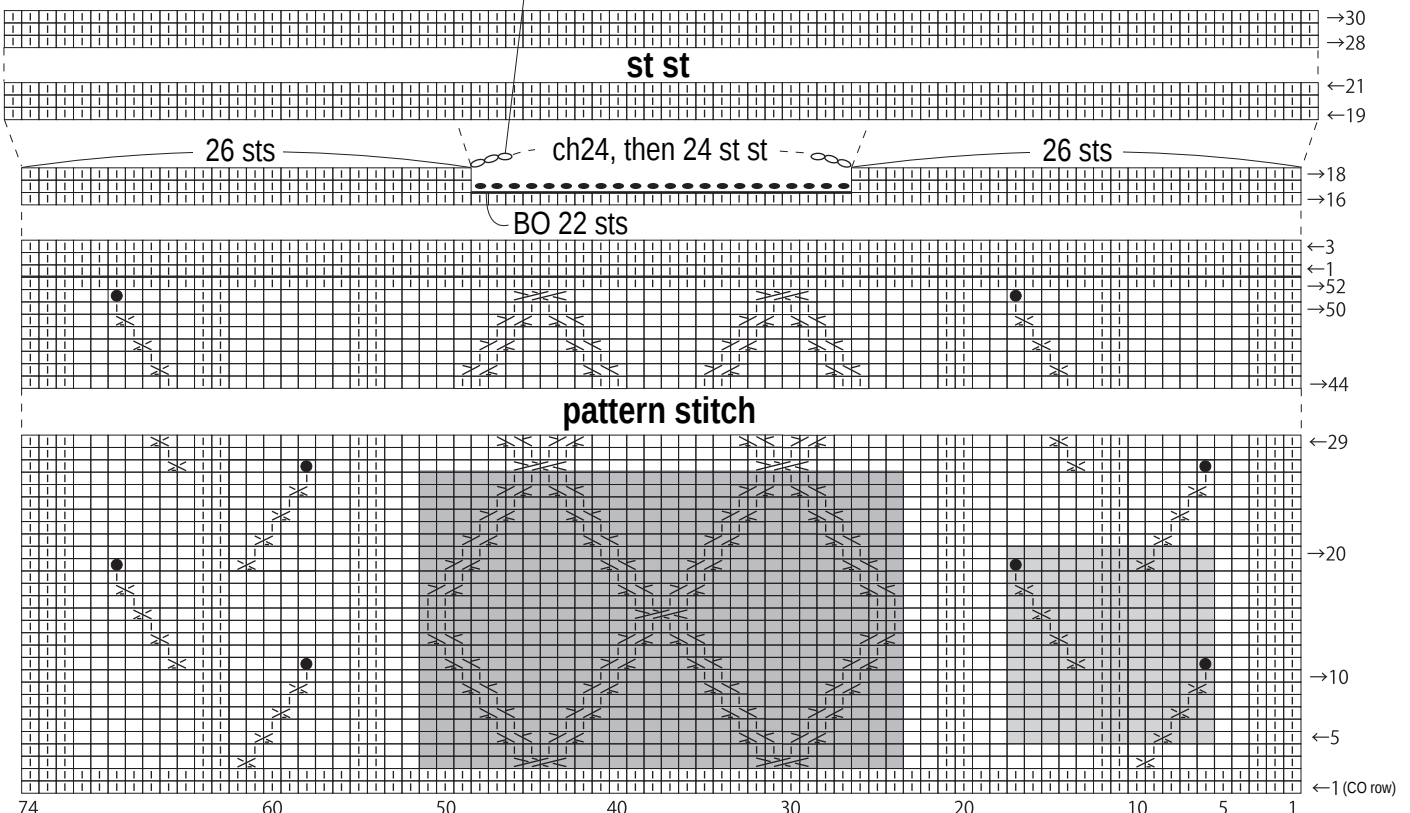 →30
→28
st st
←21
←19
26 sts
ch24, then 24 st st
26 sts
→18
→16
BO 22 sts
←3
←1
→52
→50
→44
pattern stitch
←29
→20
→10
←5
←1 (CO row)
74 60 50 40 30 20 10 5 1